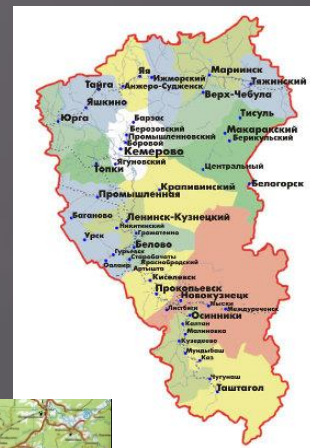 Яя
Ижморский
Мариинск
Тяжинский
Тайга
Анжеро-Судженск
Верх-Чебула
Яшкино
Тисуль
Юрга
Барзас
Березовский
Промышленновский
Макаракский
Берикульский
Боровой
Кемерово
Ягуновский
Топки
Центральный
Крапивинский
Белогорск
Промышленная
Ваганово
Ленинск-Кузнецкий
Никитинский
Грамотеино
Урск
Белово
Гурьевск
Старобачаты
Краснобродский
Салаир
Артышта
Киселевск
Прокопьевск
Новокузнецк
Мыски
Листвяги
Междуреченск
Осинники
Калтан
Малиновка
Кузедеево
Мундыбаш
Каз
Чугунаш
Таштагол